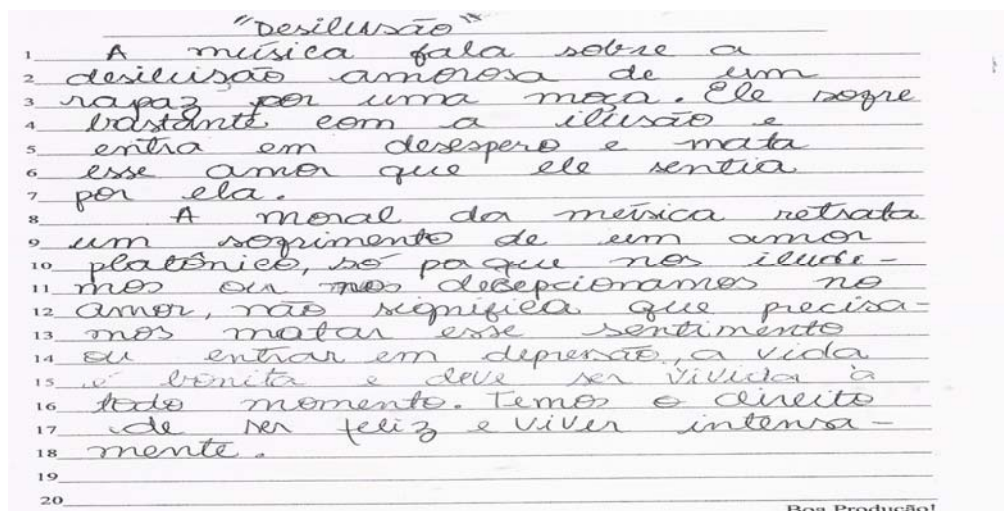 "Desilusão"
1 A música fala sobre a
2 desilusão amorosa de um
3 rapaz por uma moça. Ele sofre
4 bastante com a ilusão e
5 entra em desespero e mata
6 esse amor que ele sentia
7 por ela.
8 A moral da música retrata
9 um sofrimento de um amor
10 platônico, só paque nos iludi-
11 mos ou nos decepcionamos no
12 amor, não significa que precisa-
13 mos matar esse sentimento
14 ou entrar em depressão, a vida
15 é bonita e deve ser vivida à
16 todo momento. Temos o direito
17 de ser feliz e viver intensa-
18 mente.
19
20
Boa Produção!